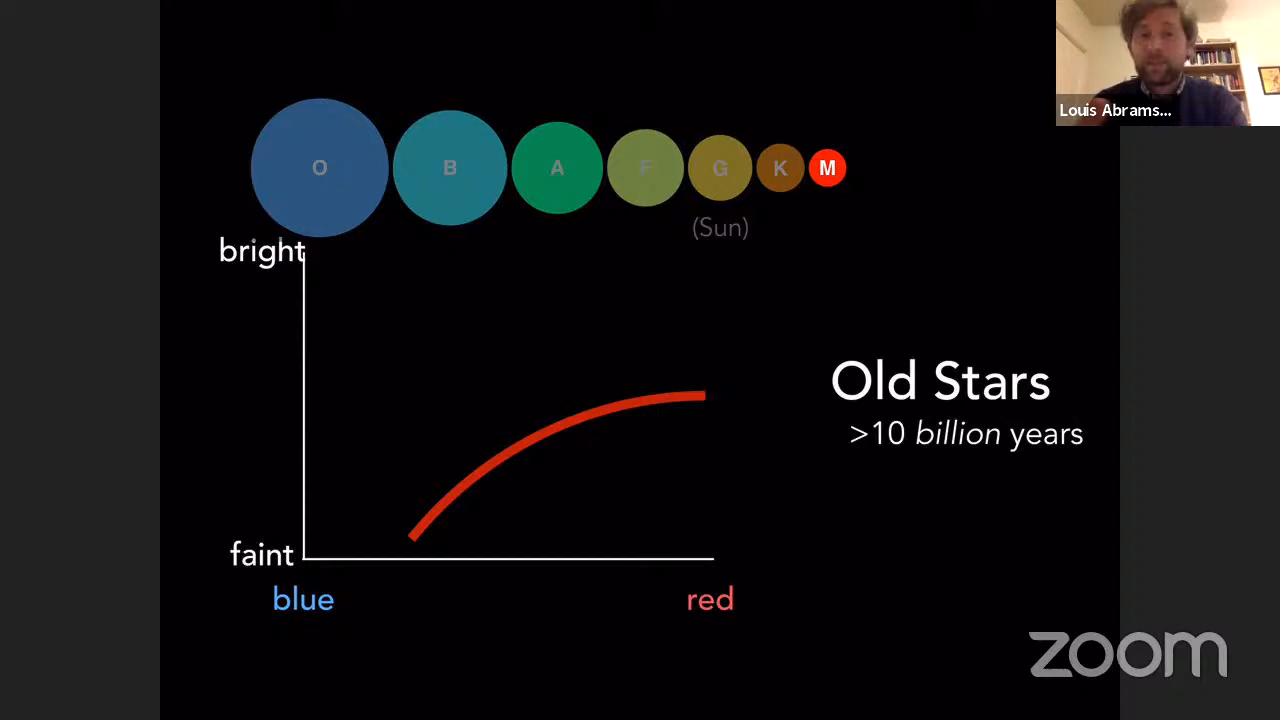 Louis Abrams...
O B A F G K M
(Sun)
bright
Old Stars
>10 billion years
faint
blue red
zoom